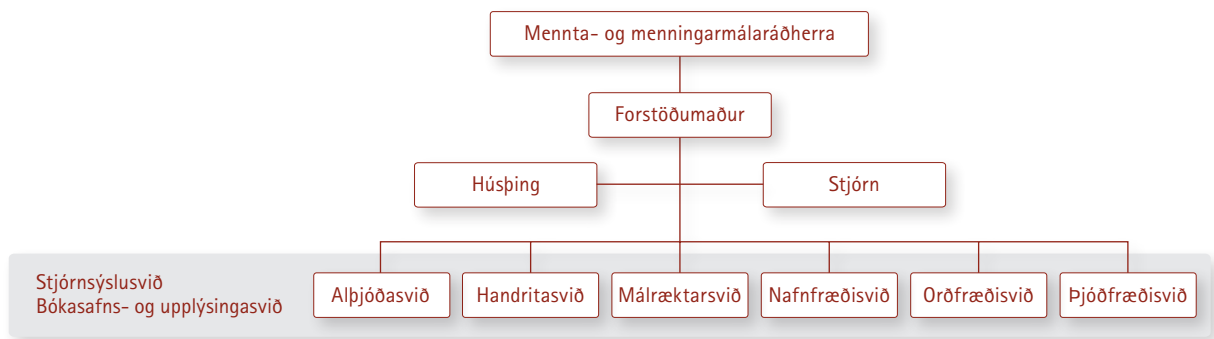 Mennta- og menningarmálaráðherra
Forstöðumaður
Húsþing
Stjórn
Stjórnsýslusvið
Bókasafns- og upplýsingasvið
Alþjóðasvið
Handritasvið
Málræktarsvið
Nafnfræðisvið
Orðfræðisvið
Þjóðfræðisvið